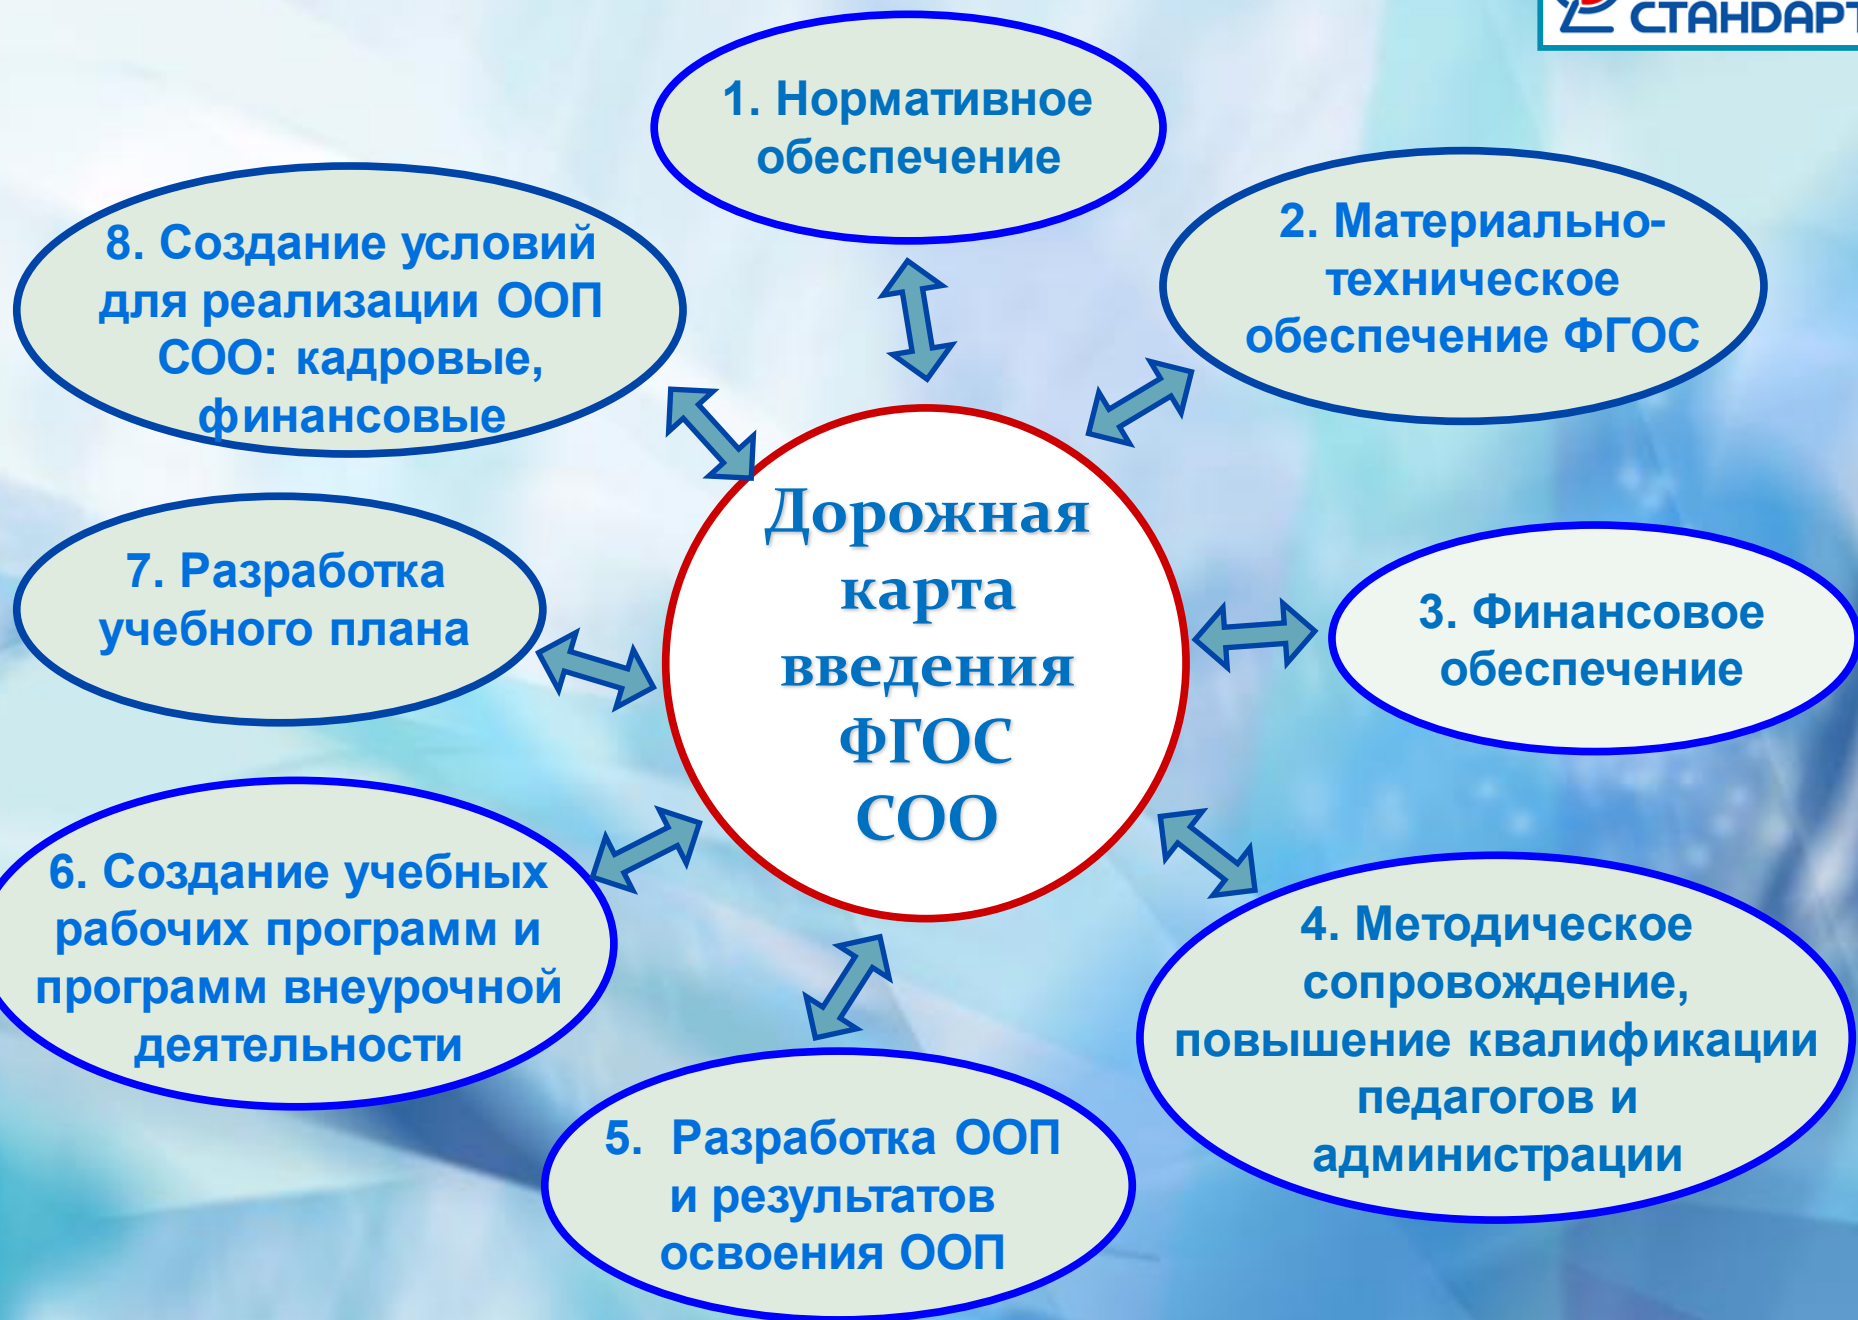 СТАНДАРТ
1. Нормативное
обеспечение
2. Материально-
техническое
обеспечение ФГОС
3. Финансовое
обеспечение
4. Методическое
сопровождение,
повышение квалификации
педагогов и
администрации
5. Разработка ООП
и результатов
освоения ООП
6. Создание учебных
рабочих программ и
программ внеурочной
деятельности
7. Разработка
учебного плана
8. Создание условий
для реализации ООП
СОО: кадровые,
финансовые
Дорожная
карта
введения
ФГОС
СОО